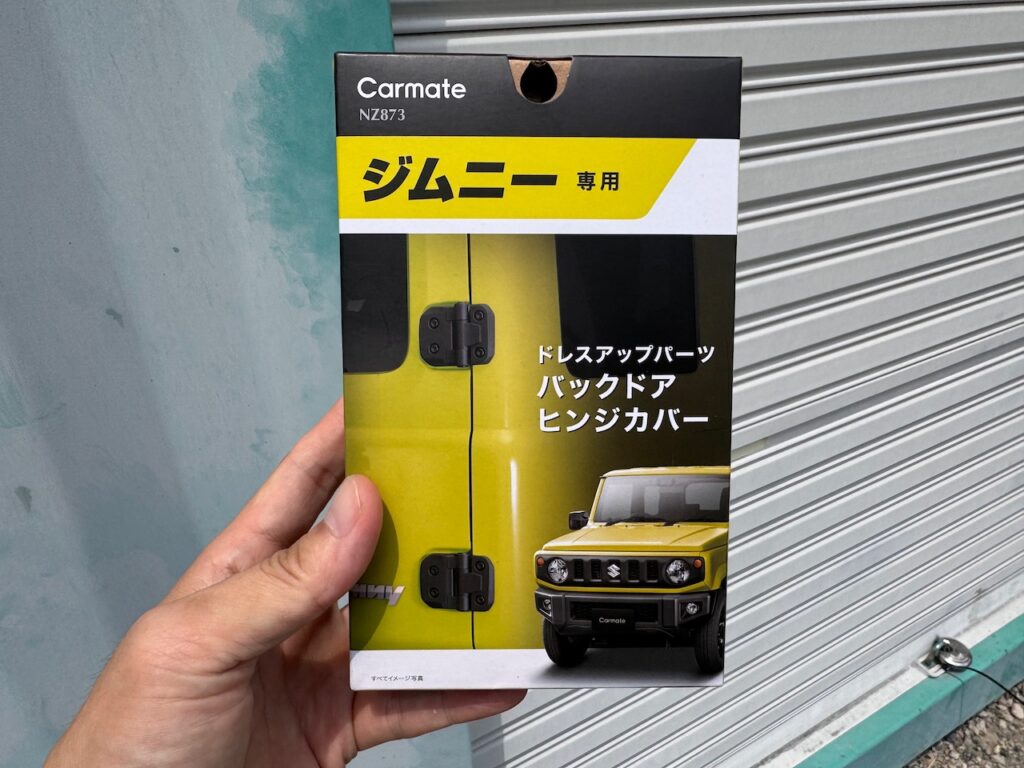 Carmate
NZ873
ジムニー 専用
ドレスアップパーツ
バックドア
ヒンジカバー
Carmate
すべてイメージ写真